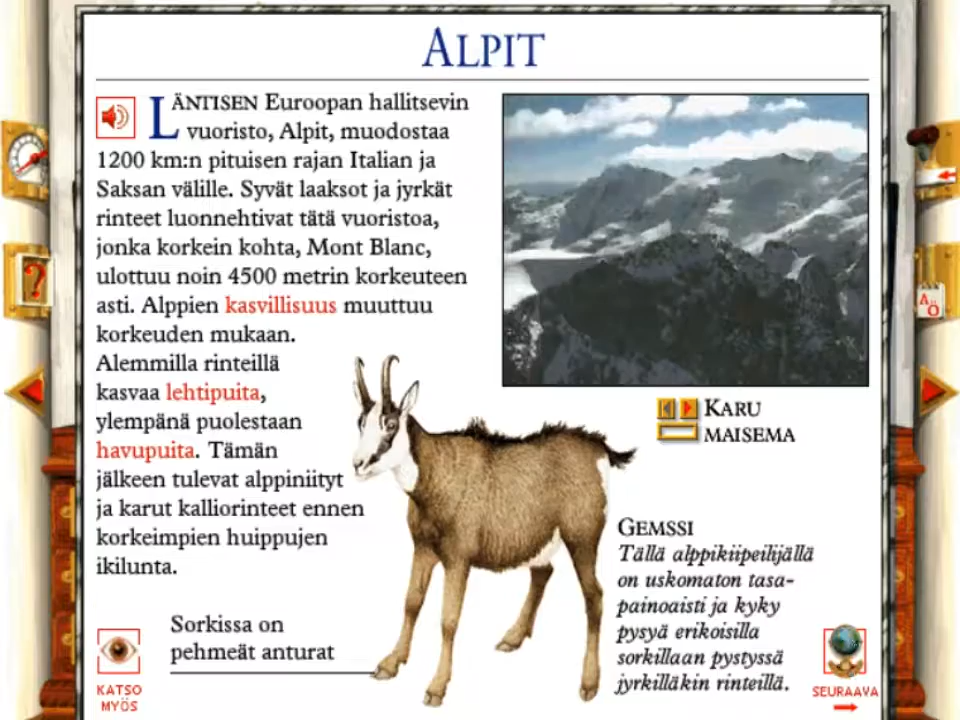 ALPIT
LÄNTISEN Euroopan hallitsevin
vuoristo, Alpit, muodostaa
1200 km:n pituisen rajan Italian ja
Saksan välille. Syvät laaksot ja jyrkät
rinteet luonnehtivat tätä vuoristoa,
jonka korkein kohta, Mont Blanc,
ulottuu noin 4500 metrin korkeuteen
asti. Alppien kasvillisuus muuttuu
korkeuden mukaan.
Alemmilla rinteillä
kasvaa lehtipuita,
ylempänä puolestaan
havupuita. Tämän
jälkeen tulevat alppiniityt
ja karut kalliorinteet ennen
korkeimpien huippujen
ikilunta.
KARU
MAISEMA
GEMSSI
Tällä alppikiipeilijällä
on uskomaton tasa-
painoaisti ja kyky
pysyä erikoisilla
sorkillaan pystyssä
jyrkilläkin rinteillä.
Sorkissa on
pehmeät anturat
KATSO
MYÖS
SEURAAVA
?
A
Ö